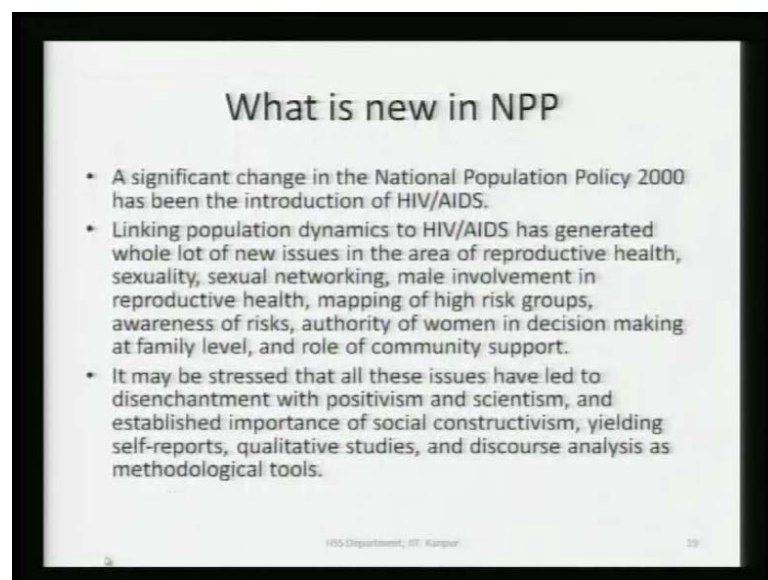 What is new in NPP
• A significant change in the National Population Policy 2000
has been the introduction of HIV/AIDS.
• Linking population dynamics to HIV/AIDS has generated
whole lot of new issues in the area of reproductive health,
sexuality, sexual networking, male involvement in
reproductive health, mapping of high risk groups,
awareness of risks, authority of women in decision making
at family level, and role of community support.
• It may be stressed that all these issues have led to
disenchantment with positivism and scientism, and
established importance of social constructivism, yielding
self-reports, qualitative studies, and discourse analysis as
methodological tools.
HSS Department, IIT Kanpur